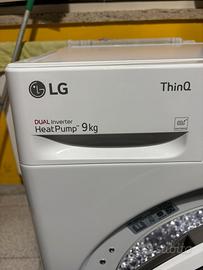 LG
ThinQ
DUAL Inverter
HeatPump™ 9kg